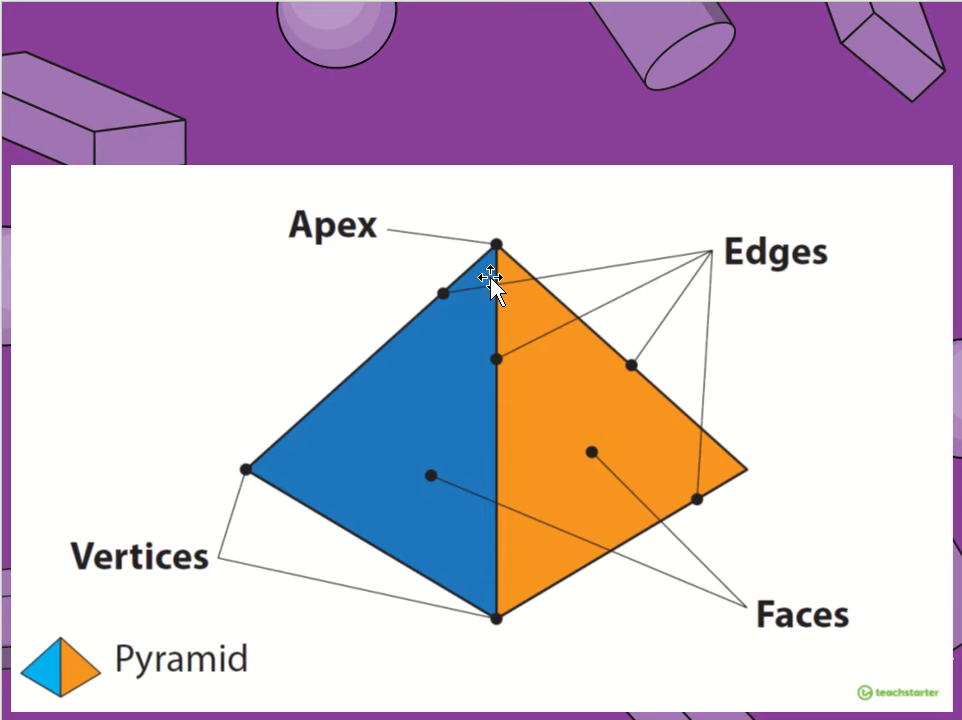 Apex
Edges
Vertices
Faces
Pyramid
teachstarter